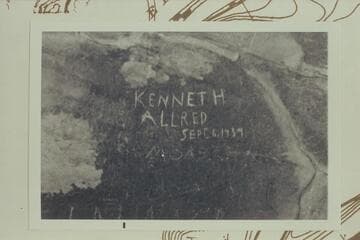 KENNETH
ALLRED
SEPT. 6, 1939